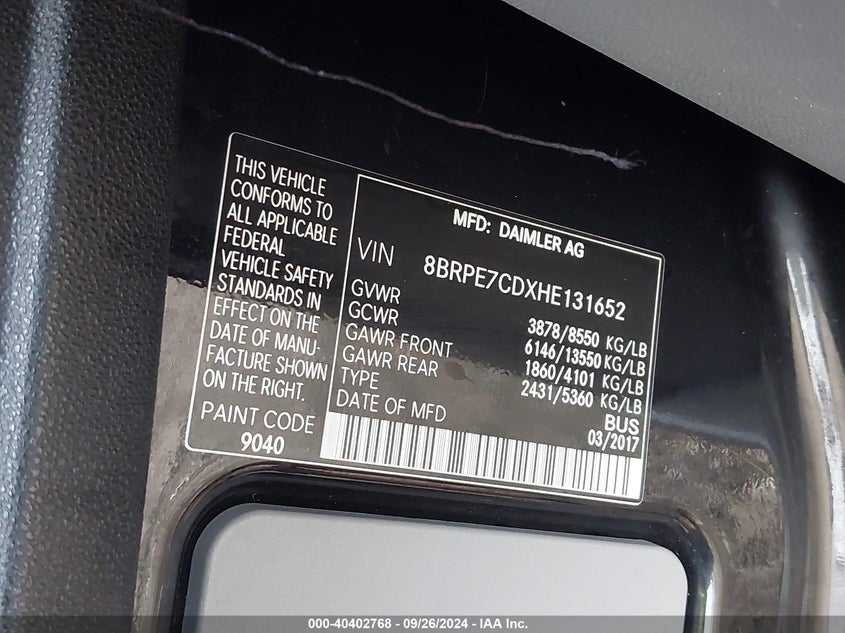 THIS VEHICLE
CONFORMS TO
ALL APPLICABLE
FEDERAL
VEHICLE SAFETY
STANDARDS IN
EFFECT ON THE
DATE OF MANU-
FACTURE SHOWN
ON THE RIGHT.
PAINT CODE
9040
MFD: DAIMLER AG
VIN 8BRPE7CDXHE131652
GVWR 3878/8550 KG/LB
GCWR 6146/13550 KG/LB
GAWR FRONT 1860/4101 KG/LB
GAWR REAR 2431/5360 KG/LB
TYPE BUS
DATE OF MFD 03/2017
000-40402768 - 09/26/2024 - IAA Inc.